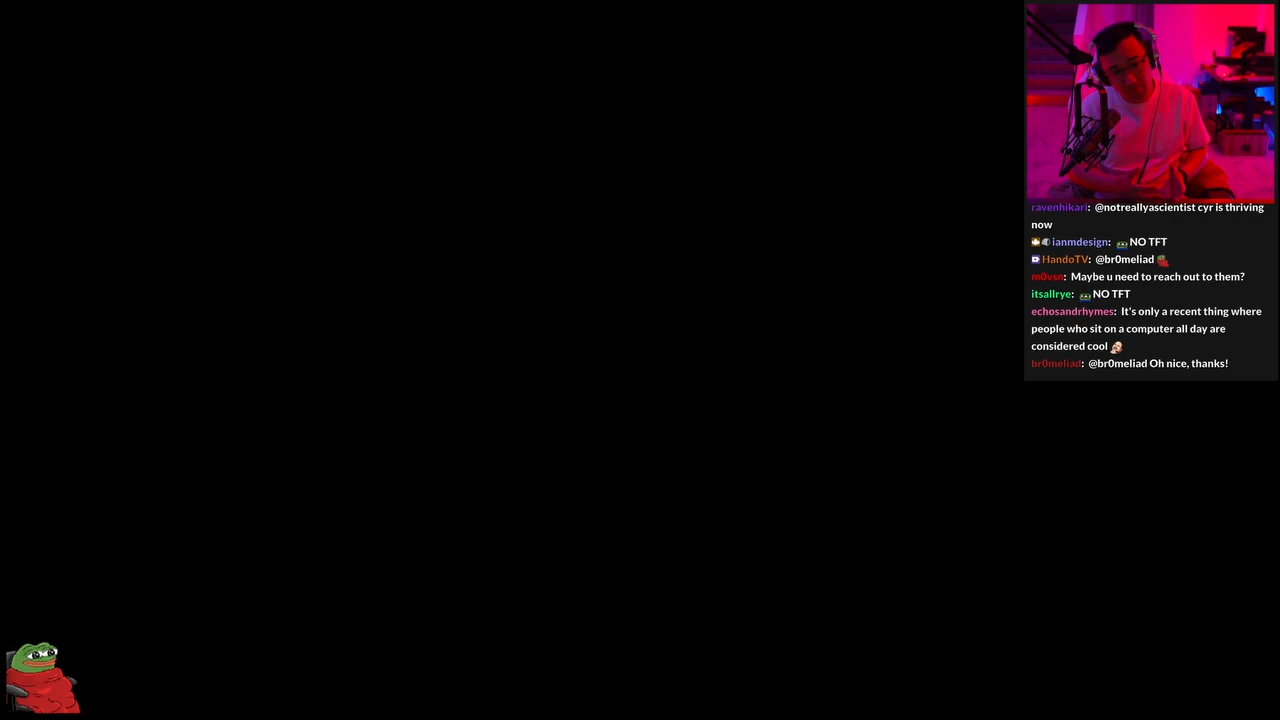 ravenhikari: @notreallyascientist cyr is thriving
now
ianmdesign: NO TFT
HandoTV: @br0meliad
m0vsn: Maybe u need to reach out to them?
itsallrye: NO TFT
echosandrhymes: It's only a recent thing where
people who sit on a computer all day are
considered cool
br0meliad: @br0meliad Oh nice, thanks!